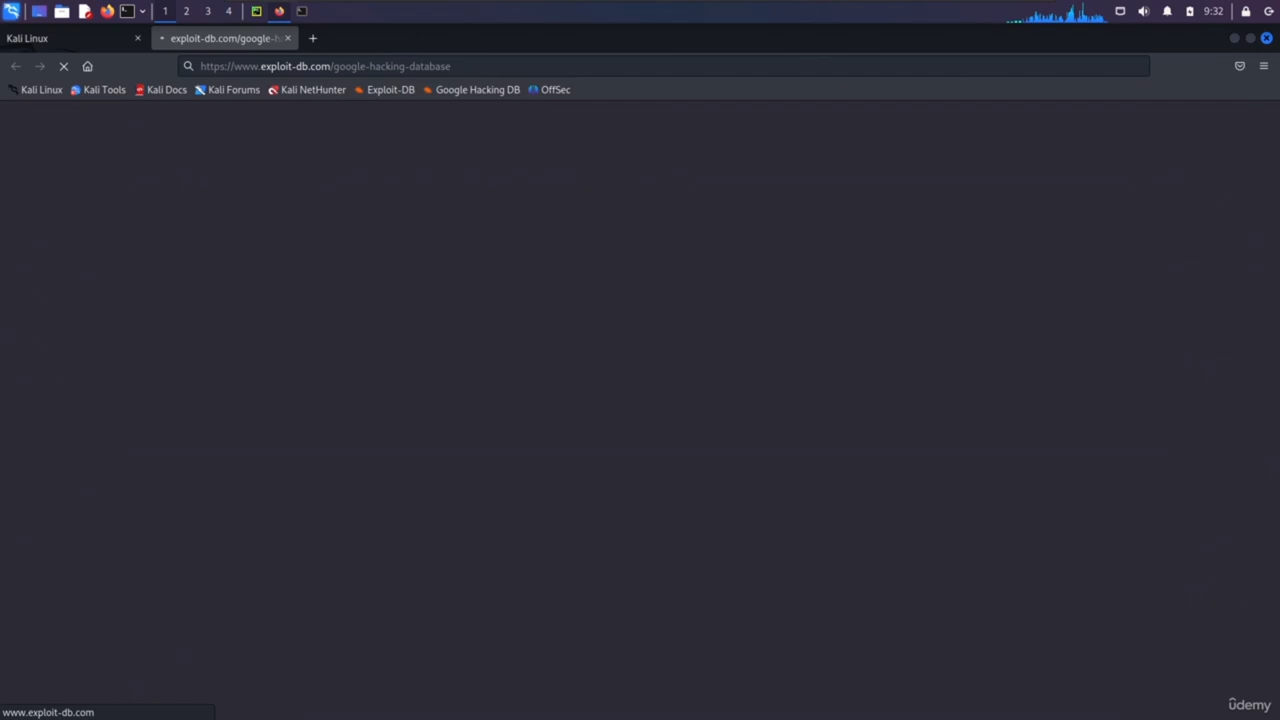 1 2 3 4 9:32
Kali Linux exploit-db.com/google-h
https://www.exploit-db.com/google-hacking-database
Kali Linux Kali Tools Kali Docs Kali Forums Kali NetHunter Exploit-DB Google Hacking DB OffSec
www.exploit-db.com
ûdemy